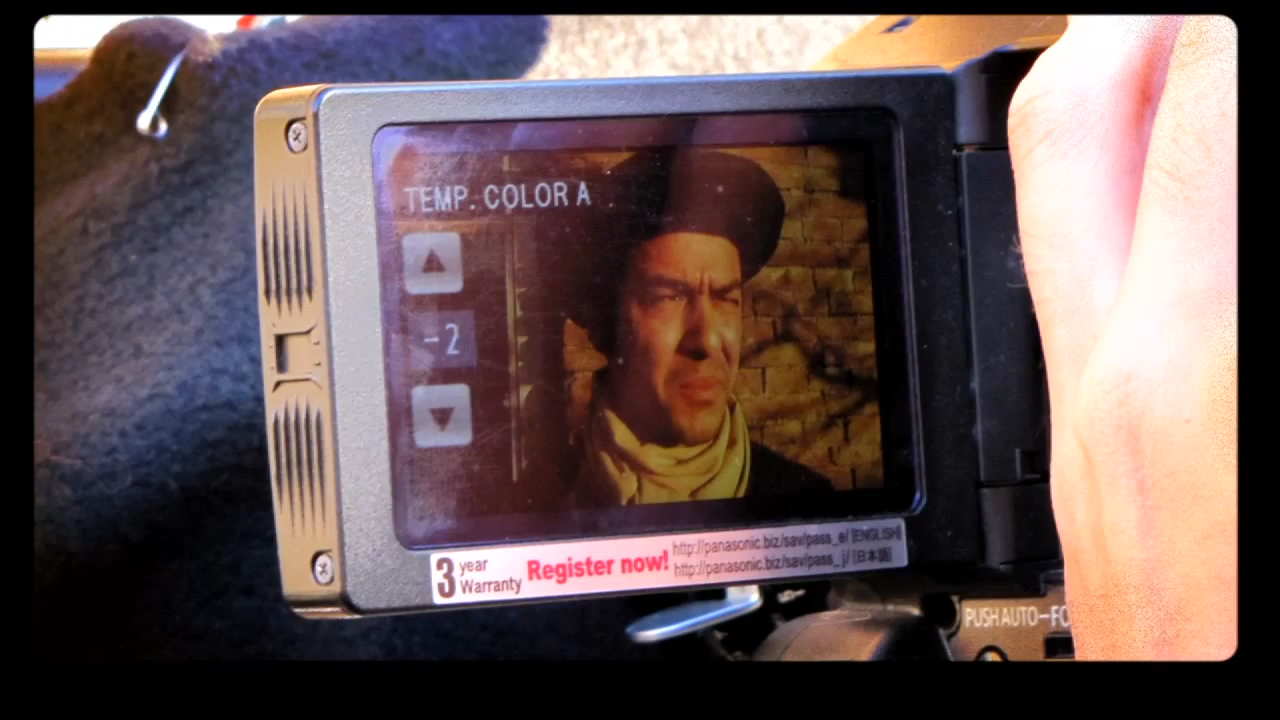 TEMP. COLOR A
-2
3 year Warranty
Register now!
http://panasonic.biz/sav/pass_e/ [ENGLISH]
http://panasonic.biz/sav/pass_j/ [日本語]
PUSH AUTO-FO